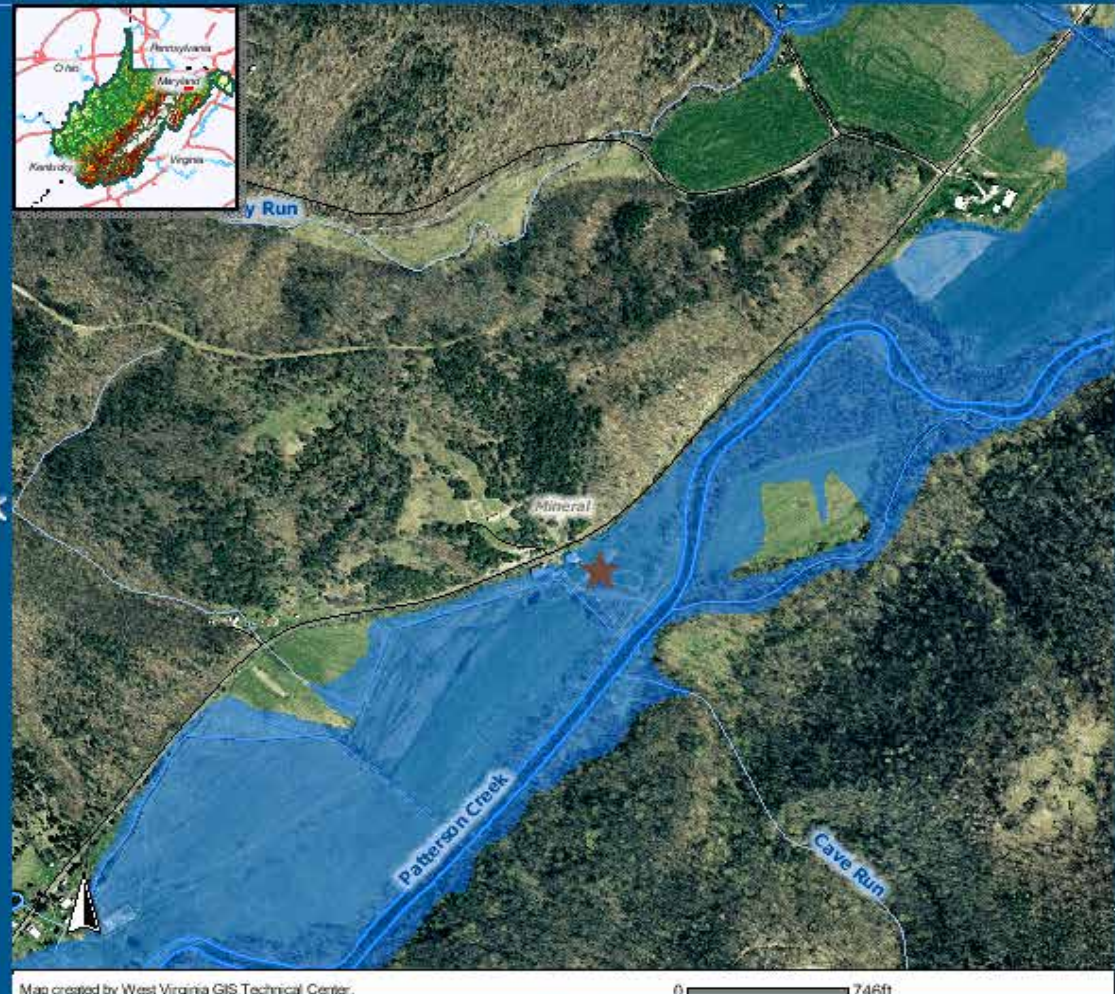 Pennsylvania
Ohio
Maryland
Kentucky
Virginia
y Run
Mineral
Patterson Creek
Cave Run
Map created by West Virginia GIS Technical Center.
0 746ft